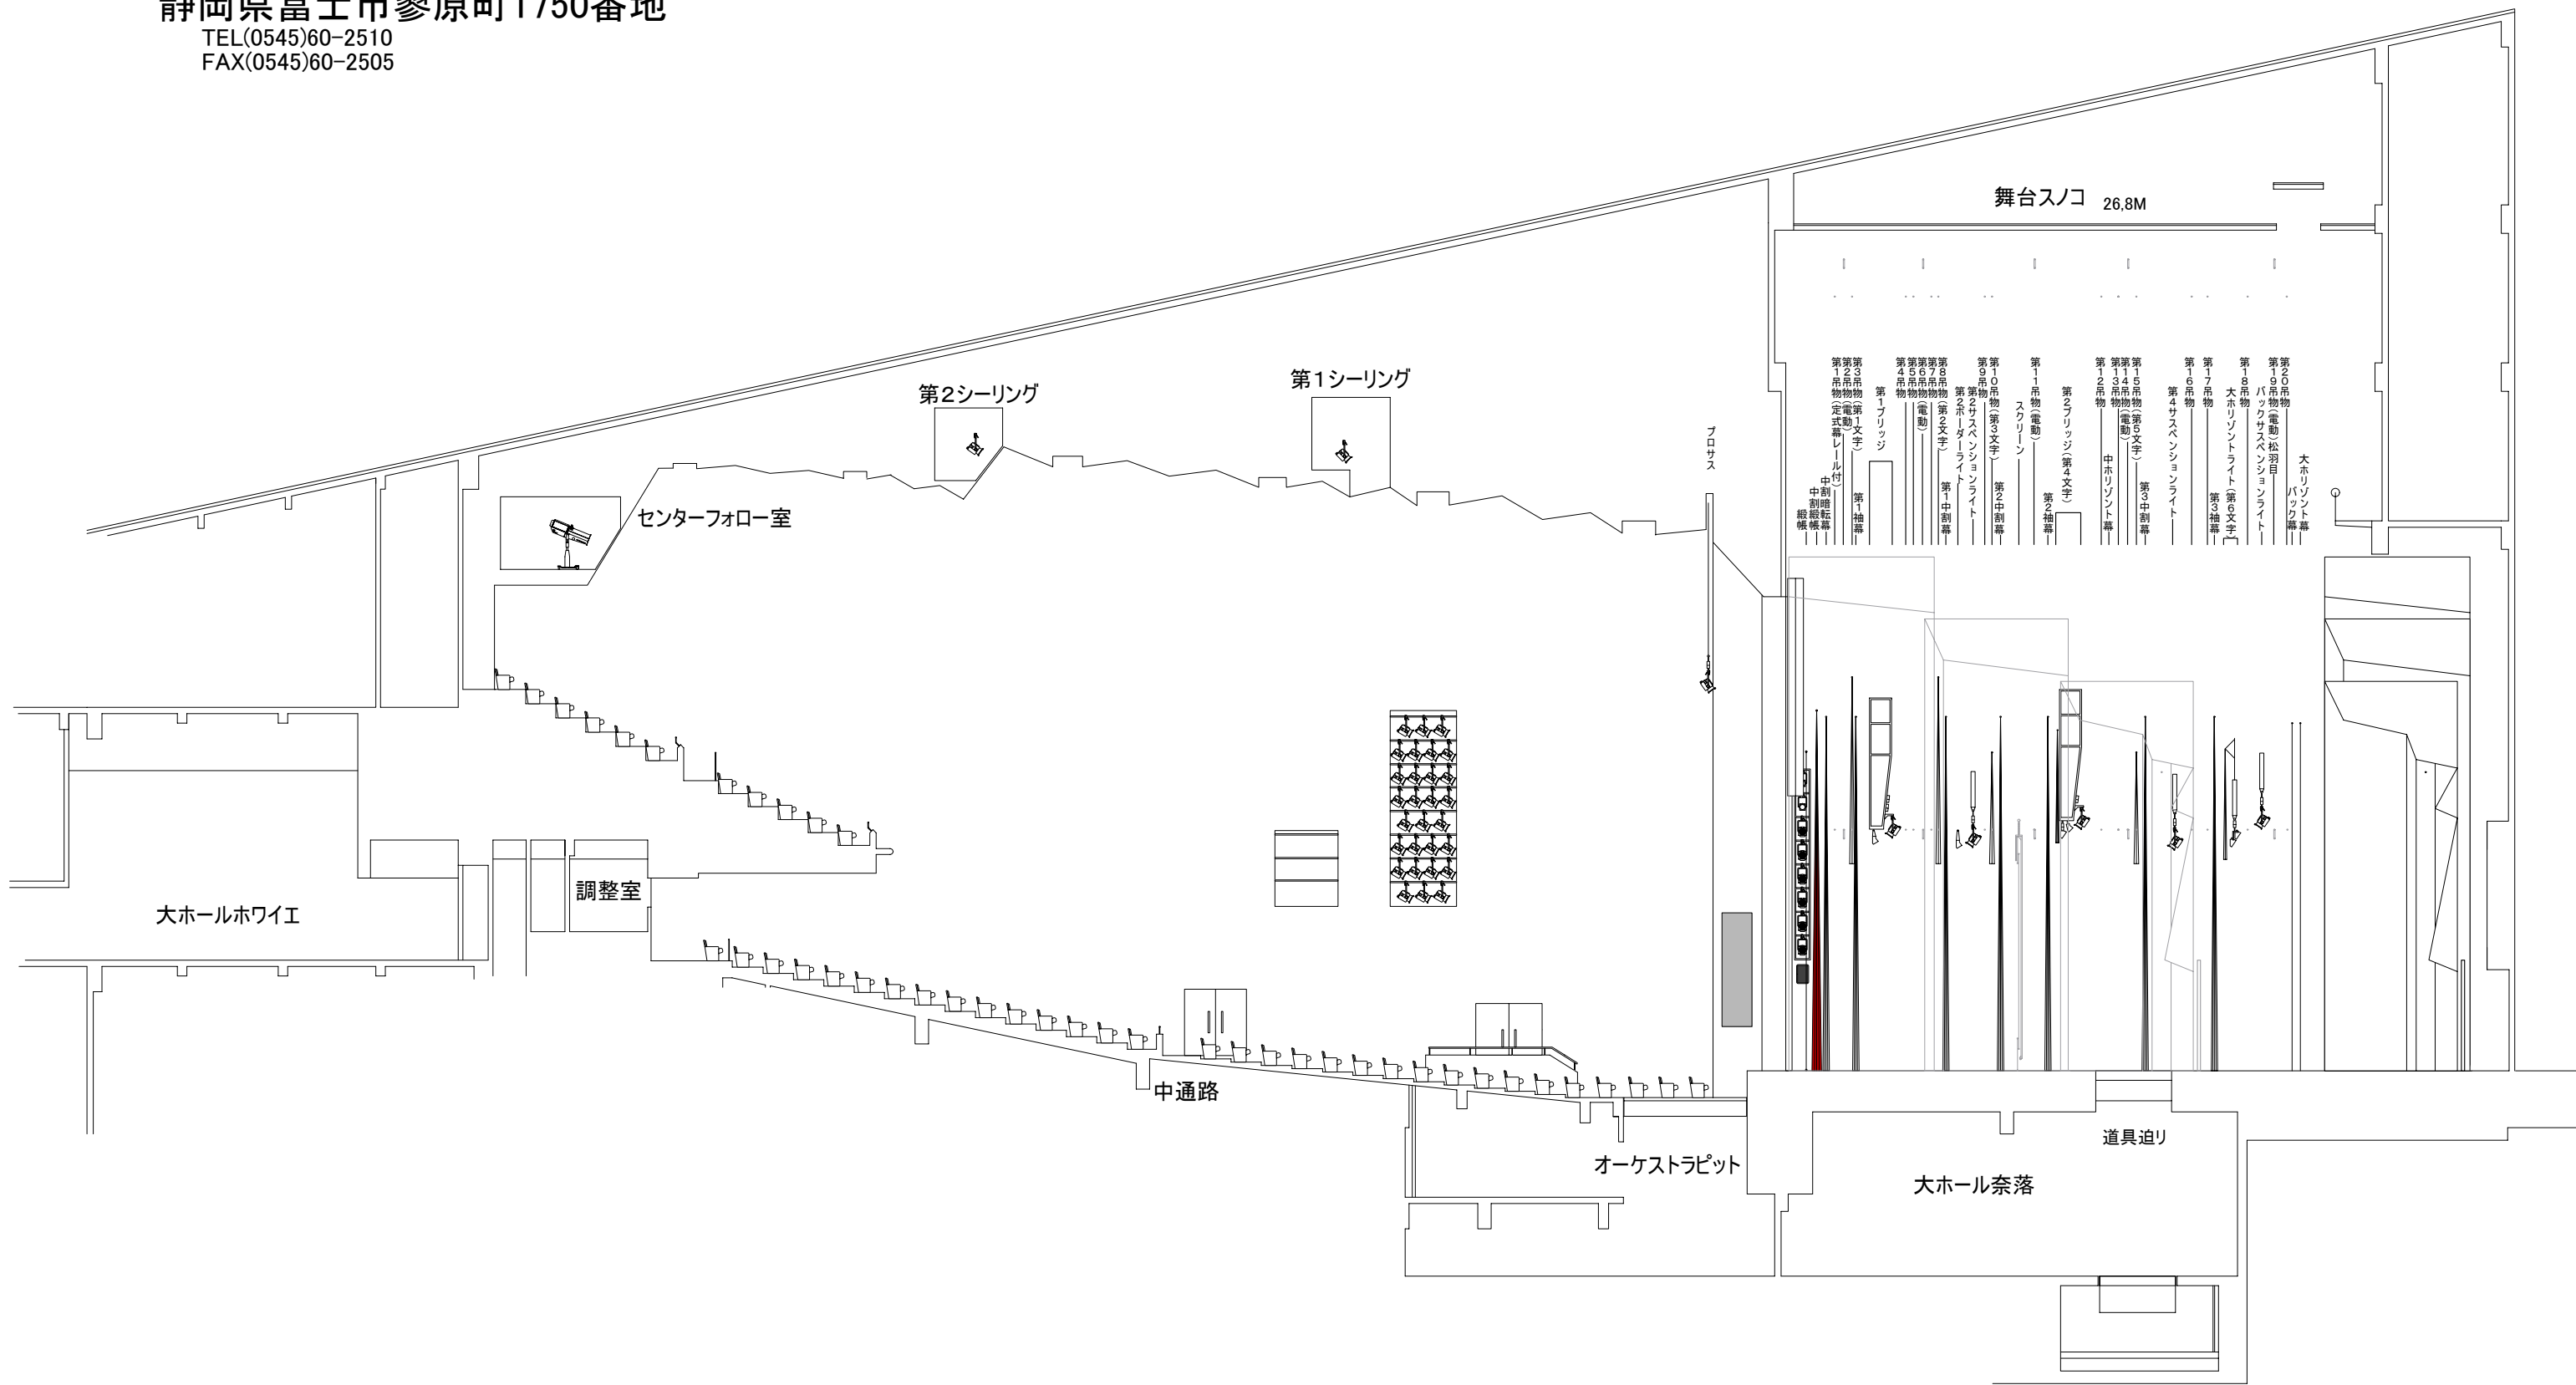 静岡県富士市蓼原町1750番地
TEL(0545)60-2510
FAX(0545)60-2505
舞台スノコ 26,8M
第2シーリング
第1シーリング
センターフォロー室
プロサス
緞帳
中割緞帳
中割暗転幕
第1吊物(定式幕レール付)
第2吊物(電動)
第3吊物(第1文字)
第1袖幕
第1ブリッジ
第4吊物
第5吊物
第6吊物(電動)
第7吊物
第8吊物(第2文字)
第1中割幕
第2ボーダーライト
第2サスペンションライト
第9吊物
第10吊物(第3文字)
第2中割幕
スクリーン
第11吊物(電動)
第2袖幕
第2ブリッジ(第4文字)
第12吊物
中ホリゾント幕
第13吊物
第14吊物(電動)
第15吊物(第5文字)
第3中割幕
第4サスペンションライト
第16吊物
第17吊物
第3袖幕
大ホリゾントライト(第6文字)
第18吊物
バックサスペンションライト
第19吊物(電動)松羽目
第20吊物
バック幕
大ホリゾント幕
調整室
大ホールホワイエ
中通路
オーケストラピット
道具迫リ
大ホール奈落